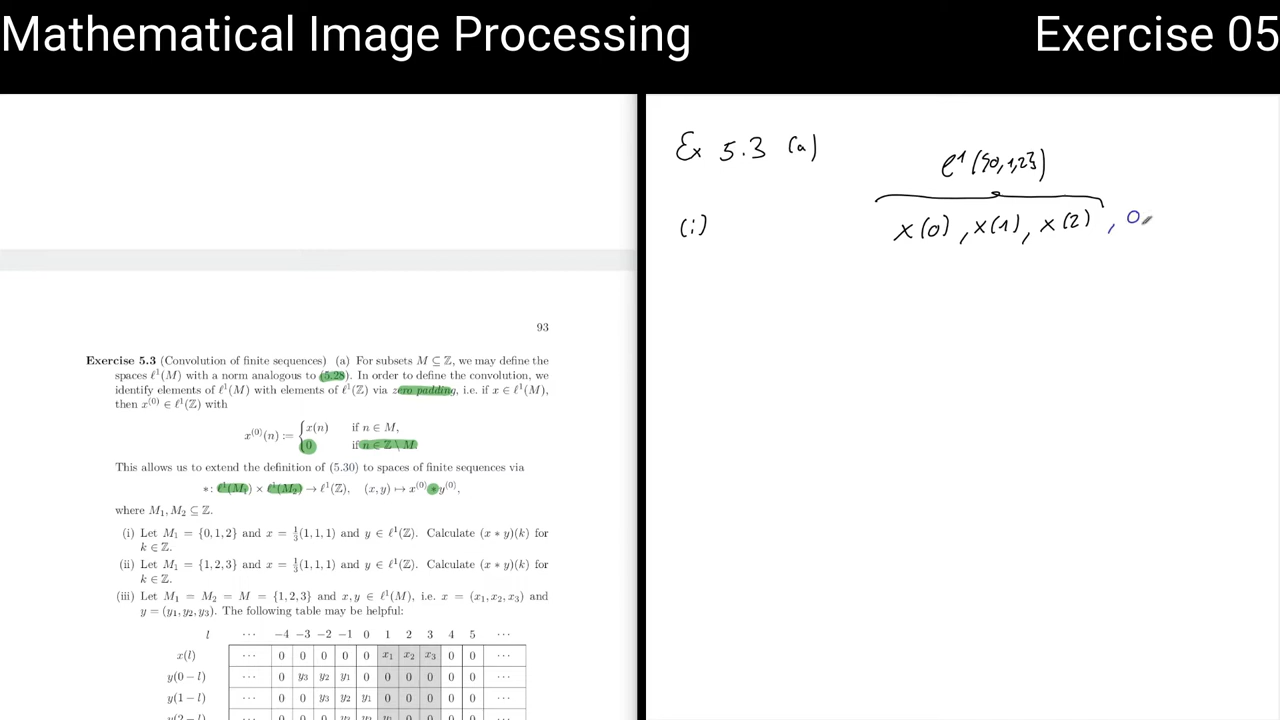 Mathematical Image Processing
Exercise 05
93
Exercise 5.3 (Convolution of finite sequences) (a) For subsets M ⊆ ℤ, we may define the
spaces ℓ¹(M) with a norm analogous to (5.28). In order to define the convolution, we
identify elements of ℓ¹(M) with elements of ℓ¹(ℤ) via zero padding, i.e. if x ∈ ℓ¹(M),
then x⁽⁰⁾ ∈ ℓ¹(ℤ) with
x⁽⁰⁾(n) := { x(n) if n ∈ M,
0 if n ∈ ℤ \ M.
This allows us to extend the definition of (5.30) to spaces of finite sequences via
*: ℓ¹(M₁) × ℓ¹(M₂) → ℓ¹(ℤ), (x, y) ↦ x⁽⁰⁾ * y⁽⁰⁾,
where M₁, M₂ ⊆ ℤ.
(i) Let M₁ = {0, 1, 2} and x = 1/3(1, 1, 1) and y ∈ ℓ¹(ℤ). Calculate (x * y)(k) for
k ∈ ℤ.
(ii) Let M₁ = {1, 2, 3} and x = 1/3(1, 1, 1) and y ∈ ℓ¹(ℤ). Calculate (x * y)(k) for
k ∈ ℤ.
(iii) Let M₁ = M₂ = M = {1, 2, 3} and x, y ∈ ℓ¹(M), i.e. x = (x₁, x₂, x₃) and
y = (y₁, y₂, y₃). The following table may be helpful:
l ··· −4 −3 −2 −1 0 1 2 3 4 5 ···
x(l) ··· 0 0 0 0 0 x₁ x₂ x₃ 0 0 ···
y(0 − l) ··· 0 y₃ y₂ y₁ 0 0 0 0 0 0 ···
y(1 − l) ··· 0 0 y₃ y₂ y₁ 0 0 0 0 0 ···
Ex 5.3 (a)
ℓ¹({0,1,2})
(i) x(0), x(1), x(2), 0